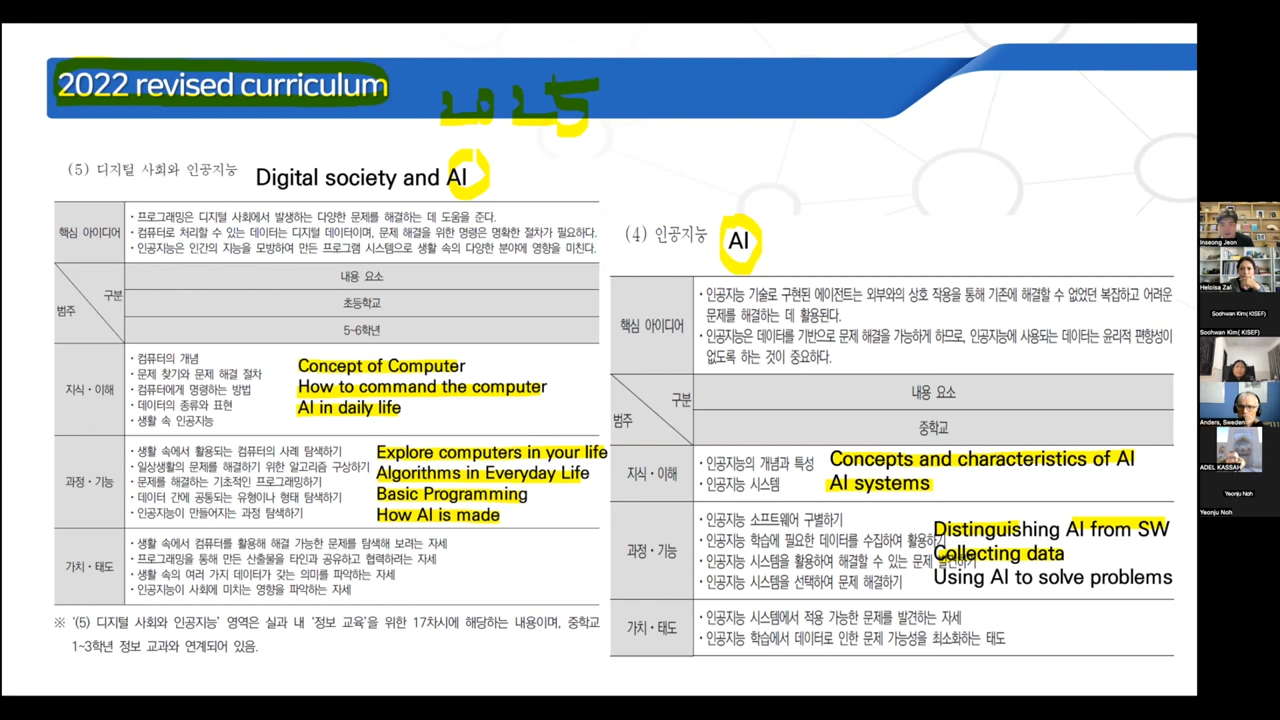 2022 revised curriculum
2025
(5) 디지털 사회와 인공지능
Digital society and AI
핵심 아이디어
· 프로그래밍은 디지털 사회에서 발생하는 다양한 문제를 해결하는 데 도움을 준다.
· 컴퓨터로 처리할 수 있는 데이터는 디지털 데이터이며, 문제 해결을 위한 명령은 명확한 절차가 필요하다.
· 인공지능은 인간의 지능을 모방하여 만든 프로그램 시스템으로 생활 속의 다양한 분야에 영향을 미친다.
구분
범주
내용 요소
초등학교
5~6학년
지식·이해
· 컴퓨터의 개념
· 문제 찾기와 문제 해결 절차
· 컴퓨터에게 명령하는 방법
· 데이터의 종류와 표현
· 생활 속 인공지능
Concept of Computer
How to command the computer
AI in daily life
과정·기능
· 생활 속에서 활용되는 컴퓨터의 사례 탐색하기
· 일상생활의 문제를 해결하기 위한 알고리즘 구상하기
· 문제를 해결하는 기초적인 프로그래밍하기
· 데이터 간에 공통되는 유형이나 형태 탐색하기
· 인공지능이 만들어지는 과정 탐색하기
Explore computers in your life
Algorithms in Everyday Life
Basic Programming
How AI is made
가치·태도
· 생활 속에서 컴퓨터를 활용해 해결 가능한 문제를 탐색해 보려는 자세
· 프로그래밍을 통해 만든 산출물을 타인과 공유하고 협력하려는 자세
· 생활 속의 여러 가지 데이터가 갖는 의미를 파악하는 자세
· 인공지능이 사회에 미치는 영향을 파악하는 자세
※ ‘(5) 디지털 사회와 인공지능’ 영역은 실과 내 ‘정보 교육’을 위한 17차시에 해당하는 내용이며, 중학교
1~3학년 정보 교과와 연계되어 있음.
(4) 인공지능
AI
핵심 아이디어
· 인공지능 기술로 구현된 에이전트는 외부와의 상호 작용을 통해 기존에 해결할 수 없었던 복잡하고 어려운
문제를 해결하는 데 활용된다.
· 인공지능은 데이터를 기반으로 문제 해결을 가능하게 하므로, 인공지능에 사용되는 데이터는 윤리적 편향성이
없도록 하는 것이 중요하다.
구분
범주
내용 요소
중학교
지식·이해
· 인공지능의 개념과 특성
· 인공지능 시스템
Concepts and characteristics of AI
AI systems
과정·기능
· 인공지능 소프트웨어 구별하기
· 인공지능 학습에 필요한 데이터를 수집하여 활용하기
· 인공지능 시스템을 활용하여 해결할 수 있는 문제 발견하기
· 인공지능 시스템을 선택하여 문제 해결하기
Distinguishing AI from SW
Collecting data
Using AI to solve problems
가치·태도
· 인공지능 시스템에서 적용 가능한 문제를 발견하는 자세
· 인공지능 학습에서 데이터로 인한 문제 가능성을 최소화하는 태도
Inseong Jeon
Heloisa Zal
Soohwan Kim( KISEF)
Soohwan Kim( KISEF)
Anders, Sweden
ADEL KASSAH
Yeonju Noh
Yeonju Noh